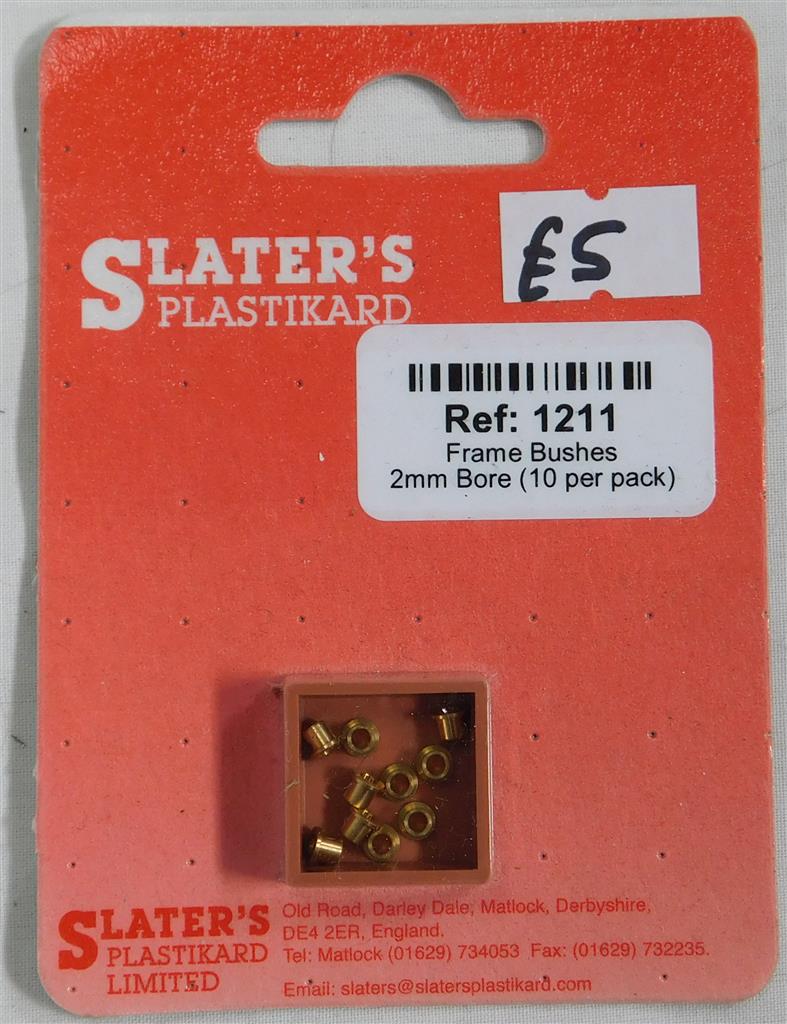 £5
SLATER'S
PLASTIKARD
Ref: 1211
Frame Bushes
2mm Bore (10 per pack)
SLATER'S
PLASTIKARD
LIMITED
Old Road, Darley Dale, Matlock, Derbyshire,
DE4 2ER, England.
Tel: Matlock (01629) 734053 Fax: (01629) 732235.
Email: slaters@slatersplastikard.com